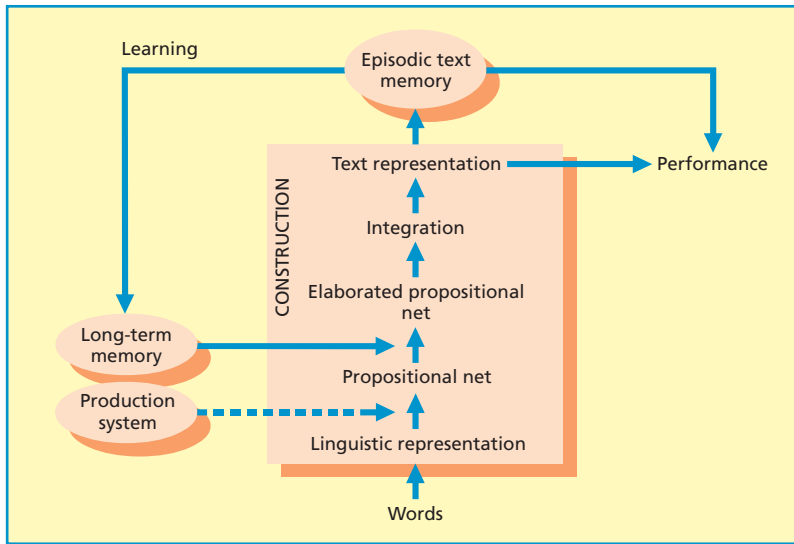 Learning
Episodic text
memory
Text representation
Performance
Integration
CONSTRUCTION
Elaborated propositional
net
Long-term
memory
Propositional net
Production
system
Linguistic representation
Words